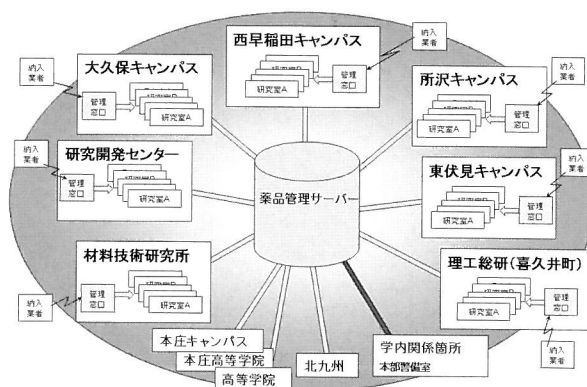 西早稲田キャンパス
納入
業者
管理
窓口
研究室A
大久保キャンパス
納入
業者
管理
窓口
研究室A
所沢キャンパス
納入
業者
管理
窓口
研究室A
研究開発センター
納入
業者
管理
窓口
研究室A
薬品管理サーバー
東伏見キャンパス
納入
業者
管理
窓口
研究室A
材料技術研究所
納入
業者
管理
窓口
研究室A
理工総研(喜久井町)
納入
業者
管理
窓口
研究室A
本庄キャンパス
本庄高等学院
高等学院
北九州
学内関係箇所
本部警備室